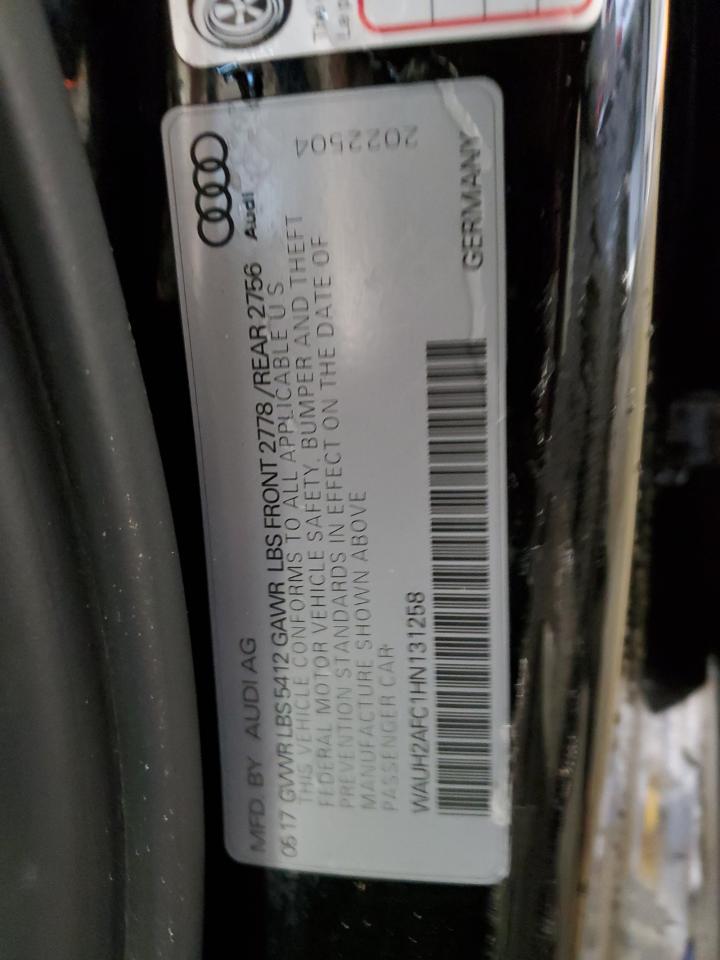 Audi
MFD. BY AUDI AG
05 17 GVWR LBS 5412 GAWR LBS FRONT 2778 / REAR 2756
THIS VEHICLE CONFORMS TO ALL APPLICABLE U S
FEDERAL MOTOR VEHICLE SAFETY, BUMPER AND THEFT
PREVENTION STANDARDS IN EFFECT ON THE DATE OF
MANUFACTURE SHOWN ABOVE
PASSENGER CAR
WAUH2AFC1HN131258
GERMANY
2022504